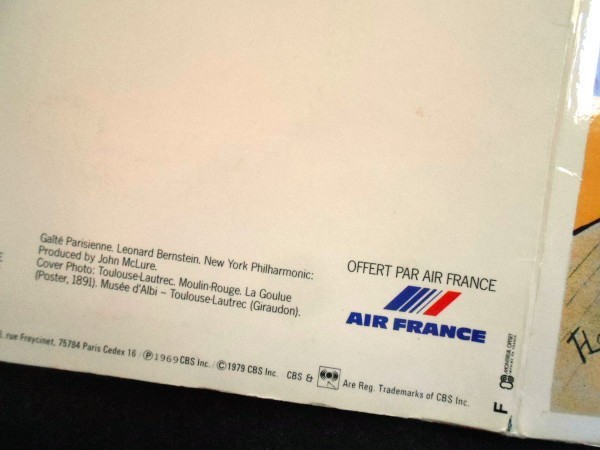 Gaîté Parisienne. Leonard Bernstein. New York Philharmonic:
Produced by John McLure.
Cover Photo: Toulouse-Lautrec. Moulin-Rouge. La Goulue
(Poster, 1891). Musée d'Albi – Toulouse-Lautrec (Giraudon).
OFFERT PAR AIR FRANCE
AIR FRANCE
rue Freycinet, 75784 Paris Cedex 16 ℗1969 CBS Inc. ©1979 CBS Inc. CBS & Are Reg. Trademarks of CBS Inc.
F